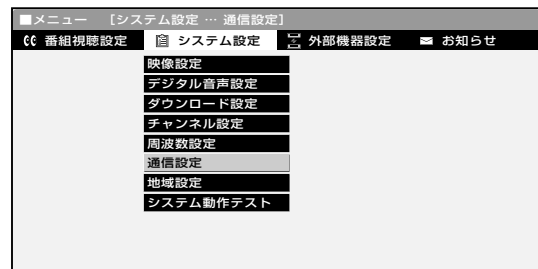 ■メニュー [システム設定 … 通信設定]
番組視聴設定 システム設定 外部機器設定 お知らせ
映像設定
デジタル音声設定
ダウンロード設定
チャンネル設定
周波数設定
通信設定
地域設定
システム動作テスト